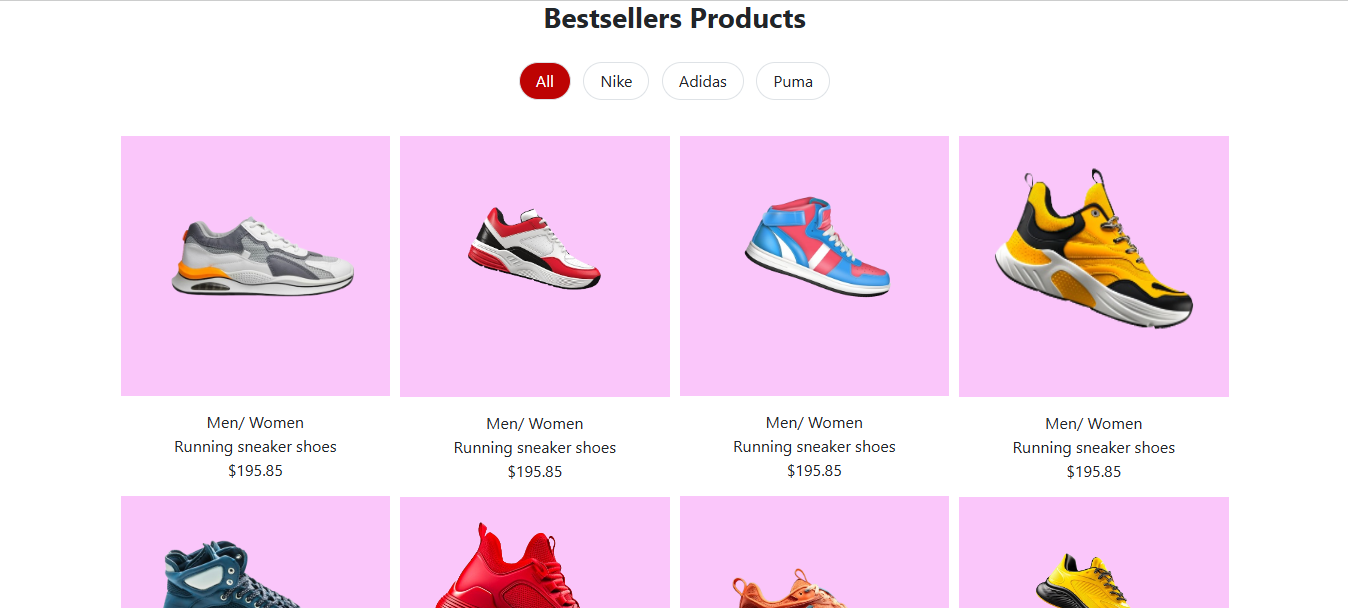 Bestsellers Products
All
Nike
Adidas
Puma
Men/ Women
Running sneaker shoes
$195.85
Men/ Women
Running sneaker shoes
$195.85
Men/ Women
Running sneaker shoes
$195.85
Men/ Women
Running sneaker shoes
$195.85